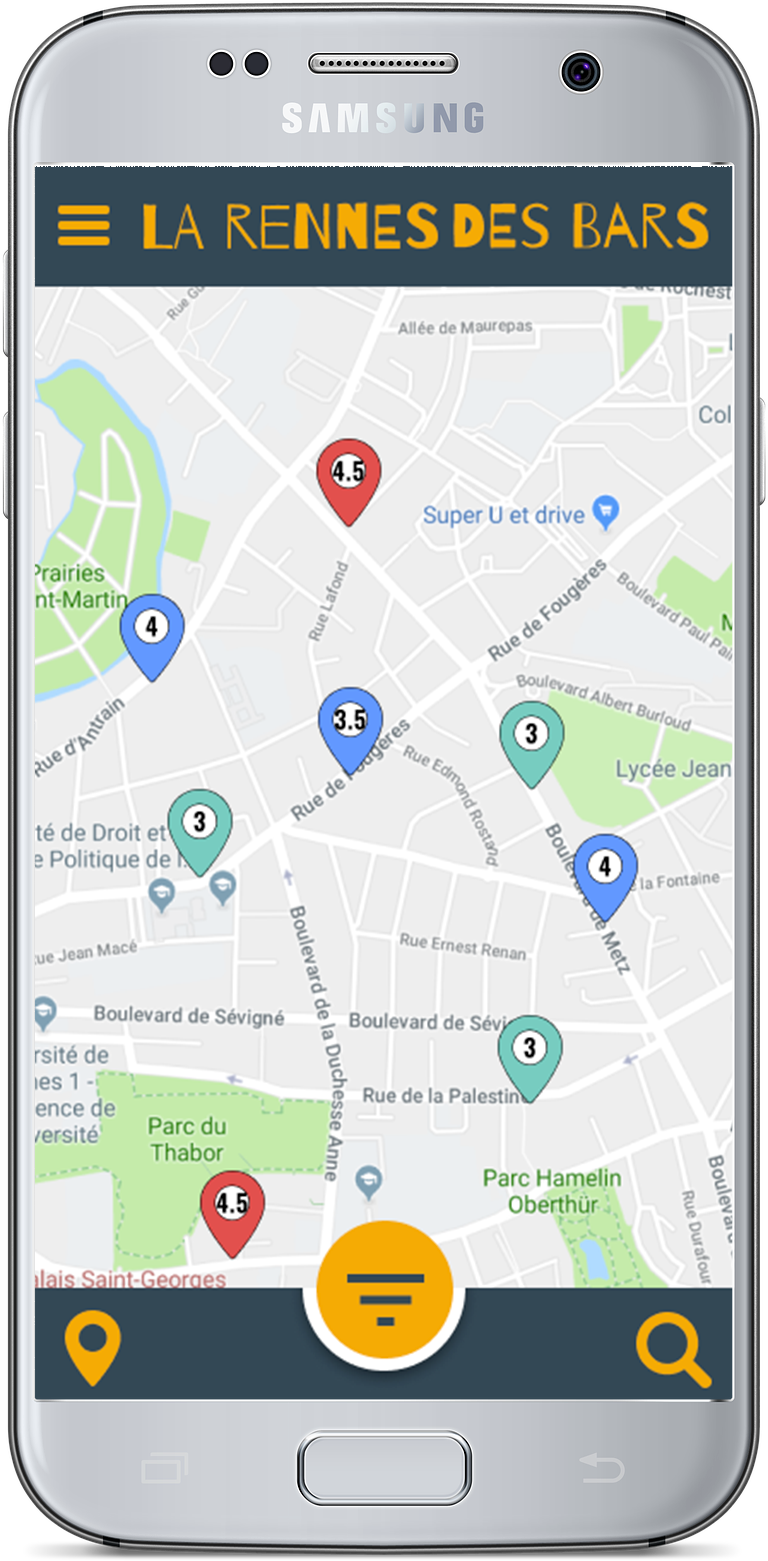 SAMSUNG
LA RENNES DES BARS
Allée de Maurepas
Col
4.5
Super U et drive
Prairies
nt-Martin
4
Rue Lafond
Rue de Fougères
Boulevard Paul
Boulevard Albert Burloud
Rue d'Antrain
3.5
3
Rue de
Rue Edmond Rostand
Lycée Jean
3
té de Droit et
e Politique de
4
la Fontaine
de Metz
ue Jean Macé
Rue Ernest Renan
Boulevard de la Duchesse Anne
Boulevard de Sévigné
Boulevard de Sévi
3
rsité de
nes 1 -
ence de
versité
Rue de la Palestine
Parc du
Thabor
Parc Hamelin
Oberthür
4.5
Rue Durafour
Boulevard
alais Saint-Georges